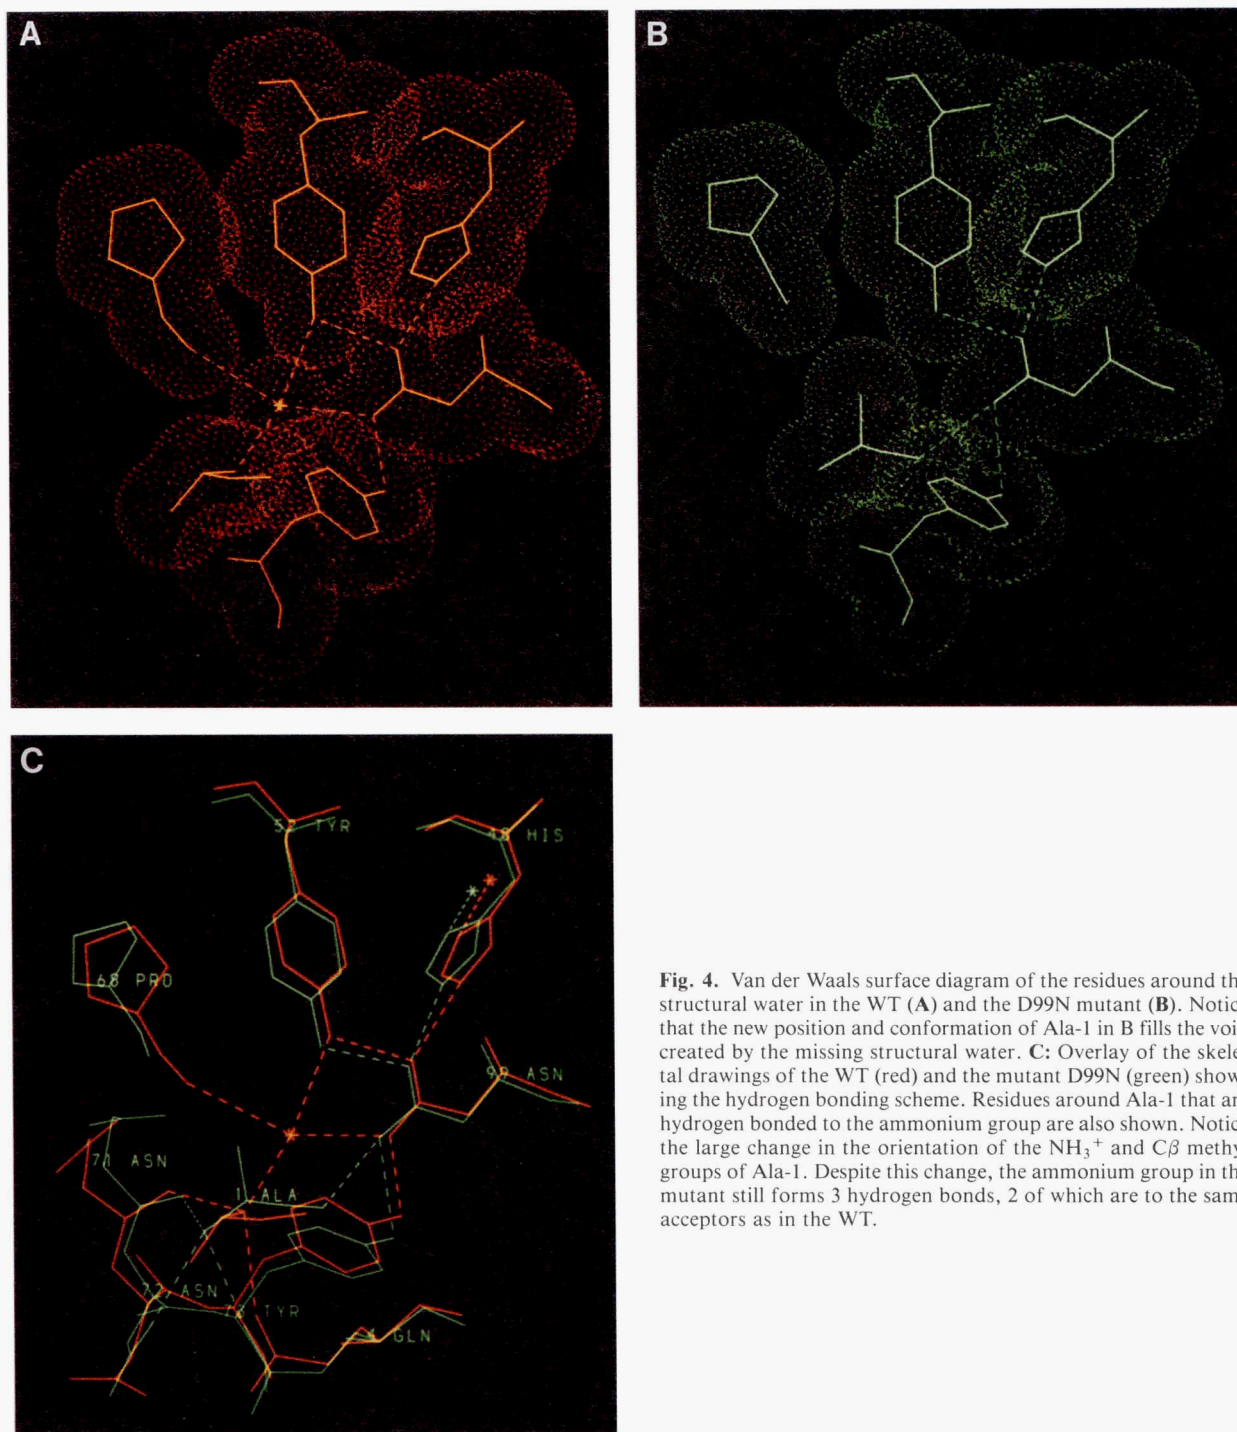 A
B
C
52 TYR
48 HIS
68 PRO
99 ASN
71 ASN
1 ALA
72 ASN
73 TYR
4 GLN
Fig. 4. Van der Waals surface diagram of the residues around th
structural water in the WT (A) and the D99N mutant (B). Notic
that the new position and conformation of Ala-1 in B fills the voi
created by the missing structural water. C: Overlay of the skele
tal drawings of the WT (red) and the mutant D99N (green) show
ing the hydrogen bonding scheme. Residues around Ala-1 that ar
hydrogen bonded to the ammonium group are also shown. Notic
the large change in the orientation of the NH₃⁺ and Cβ methy
groups of Ala-1. Despite this change, the ammonium group in th
mutant still forms 3 hydrogen bonds, 2 of which are to the sam
acceptors as in the WT.